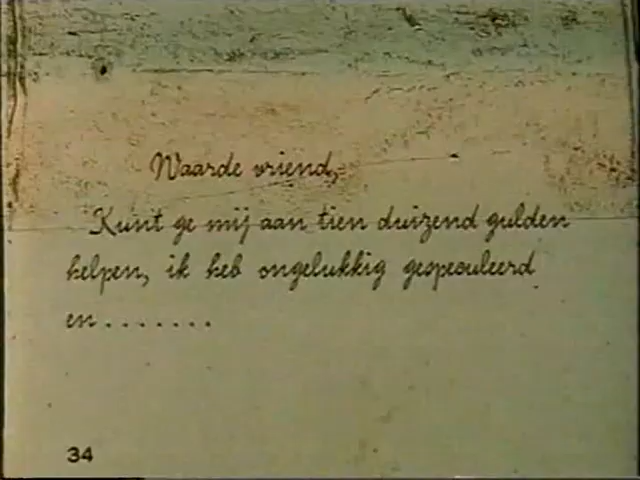 Waarde vriend,
Kunt ge mij aan tien duizend gulden
helpen, ik heb ongelukkig gespeculeerd
en.......
34